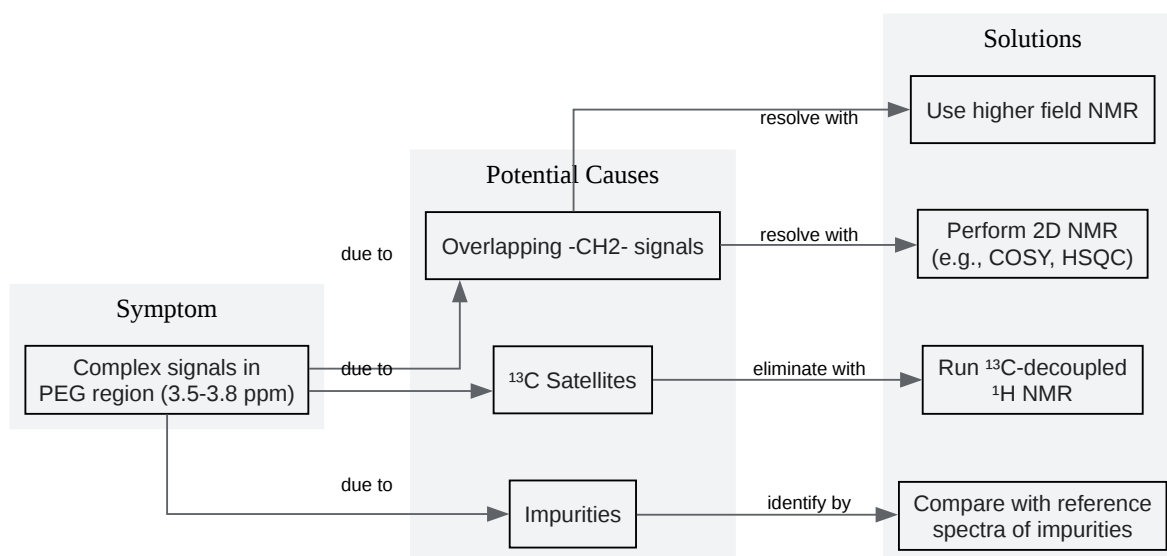 Solutions
Use higher field NMR
resolve with
Potential Causes
Overlapping -CH2- signals
resolve with
Perform 2D NMR
(e.g., COSY, HSQC)
due to
Symptom
Complex signals in
PEG region (3.5-3.8 ppm)
due to
¹³C Satellites
eliminate with
Run ¹³C-decoupled
¹H NMR
due to
Impurities
identify by
Compare with reference
spectra of impurities